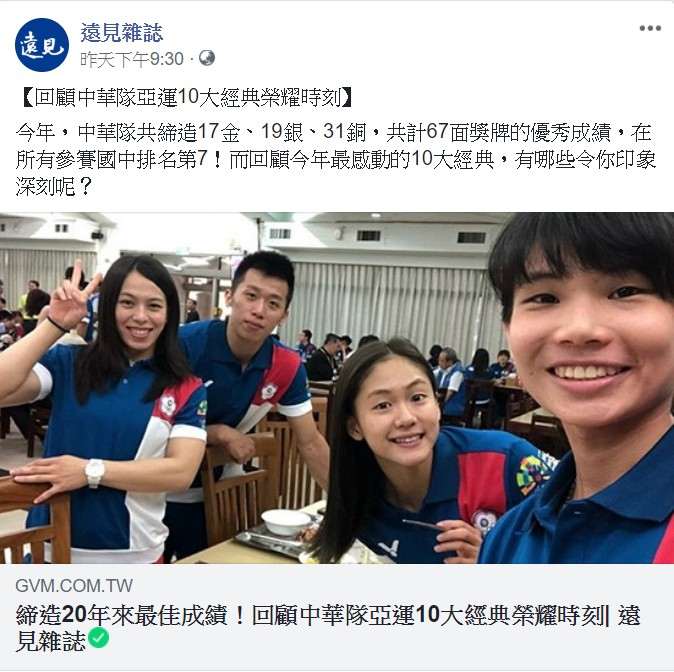 遠見
遠見雜誌
昨天下午9:30 ·
【回顧中華隊亞運10大經典榮耀時刻】
今年，中華隊共締造17金、19銀、31銅，共計67面獎牌的優秀成績，在
所有參賽國中排名第7！而回顧今年最感動的10大經典，有哪些令你印象
深刻呢？
GVM.COM.TW
締造20年來最佳成績！回顧中華隊亞運10大經典榮耀時刻| 遠
見雜誌